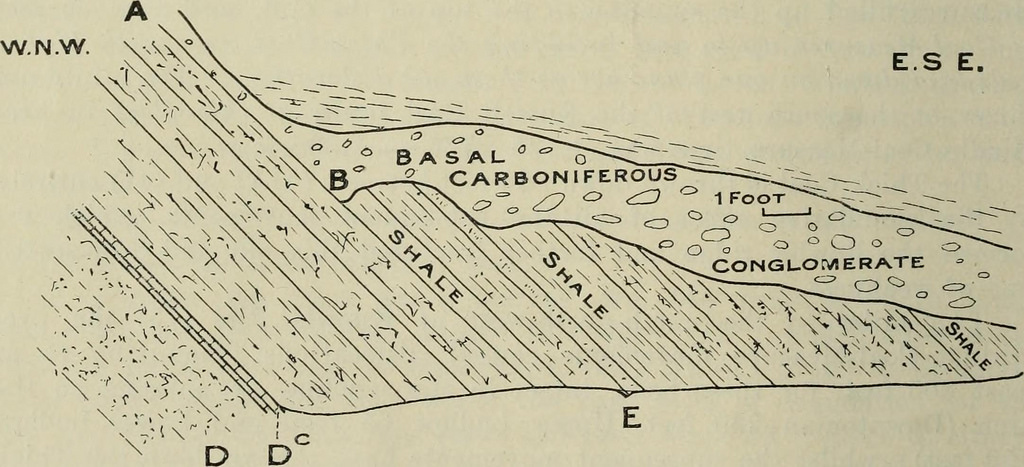 A
W.N.W.
E.S E.
BASAL
CARBONIFEROUS
B
1 FOOT
SHALE
SHALE
CONGLOMERATE
SHALE
E
D
Dᶜ